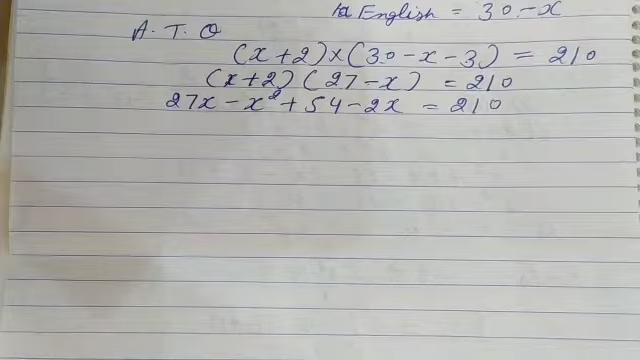 English = 30 - x
A. T. Q
(x+2)×(30-x-3) = 210
(x+2) (27-x) = 210
27x - x² + 54 - 2x = 210